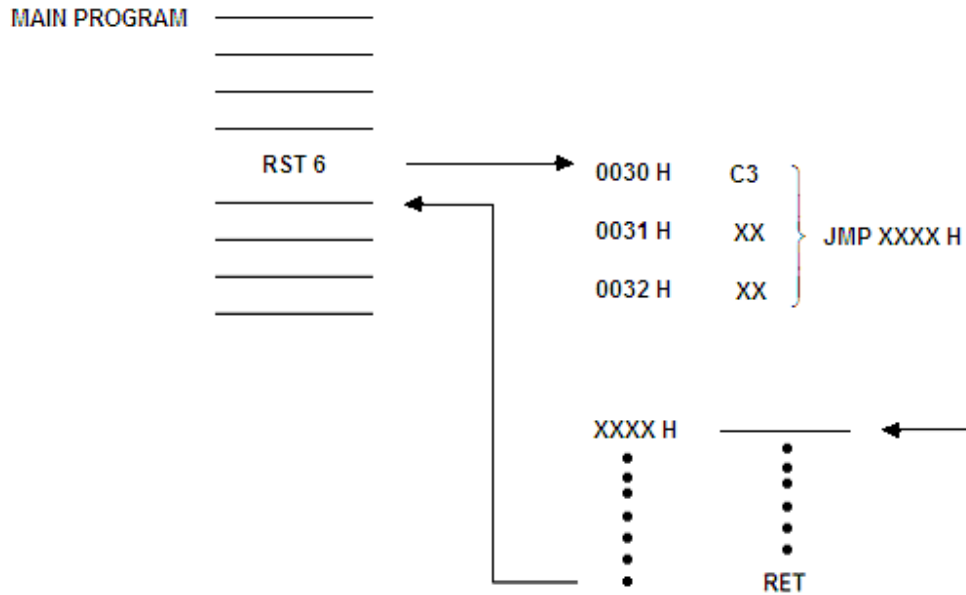 MAIN PROGRAM
RST 6
0030 H C3
0031 H XX
JMP XXXX H
0032 H XX
XXXX H
RET